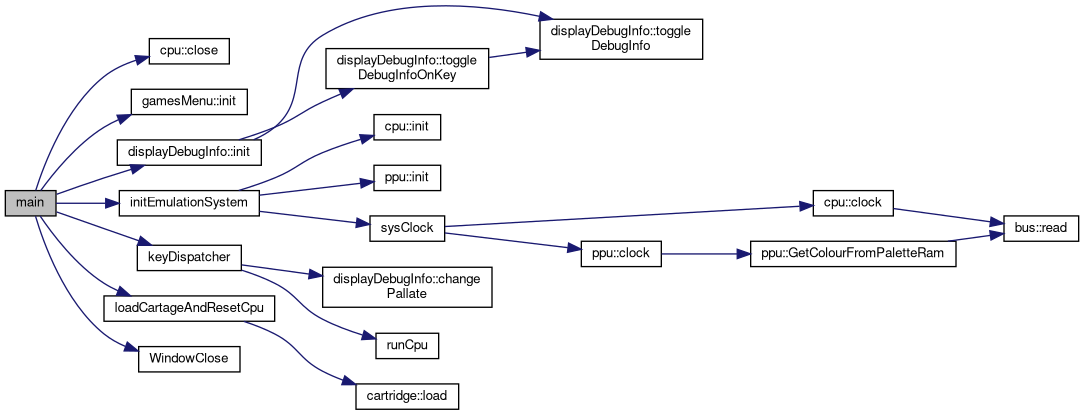 main
cpu::close
gamesMenu::init
displayDebugInfo::init
initEmulationSystem
keyDispatcher
loadCartageAndResetCpu
WindowClose
displayDebugInfo::toggle
DebugInfoOnKey
cpu::init
ppu::init
sysClock
displayDebugInfo::change
Pallate
runCpu
cartridge::load
displayDebugInfo::toggle
DebugInfo
ppu::clock
cpu::clock
ppu::GetColourFromPaletteRam
bus::read